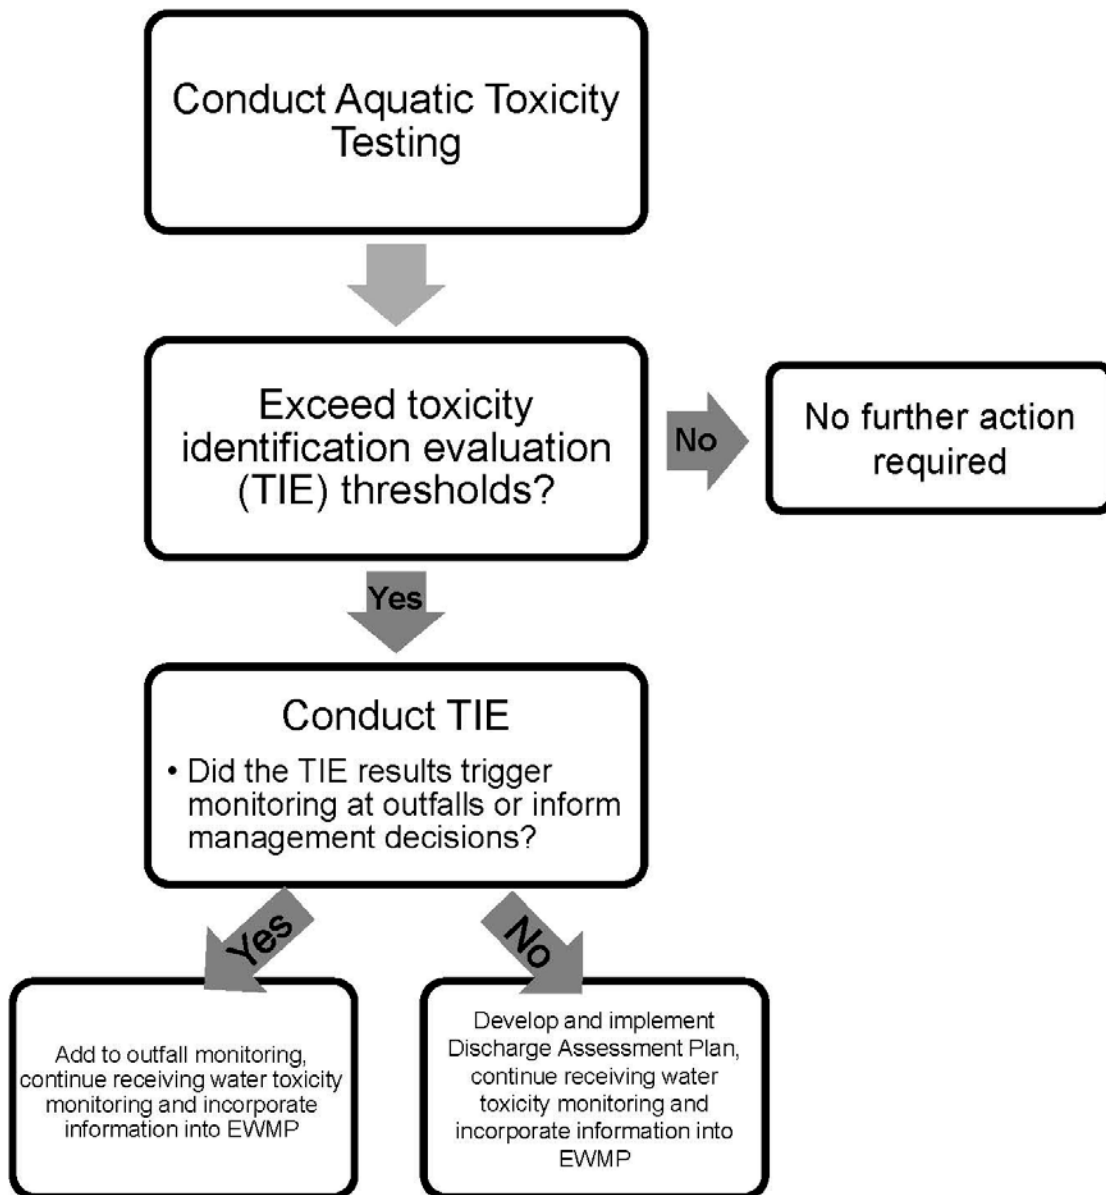 Conduct Aquatic Toxicity
Testing
Exceed toxicity
identification evaluation
(TIE) thresholds?
No
No further action
required
Yes
Conduct TIE
• Did the TIE results trigger
monitoring at outfalls or inform
management decisions?
Yes
No
Add to outfall monitoring,
continue receiving water toxicity
monitoring and incorporate
information into EWMP
Develop and implement
Discharge Assessment Plan,
continue receiving water
toxicity monitoring and
incorporate information into
EWMP